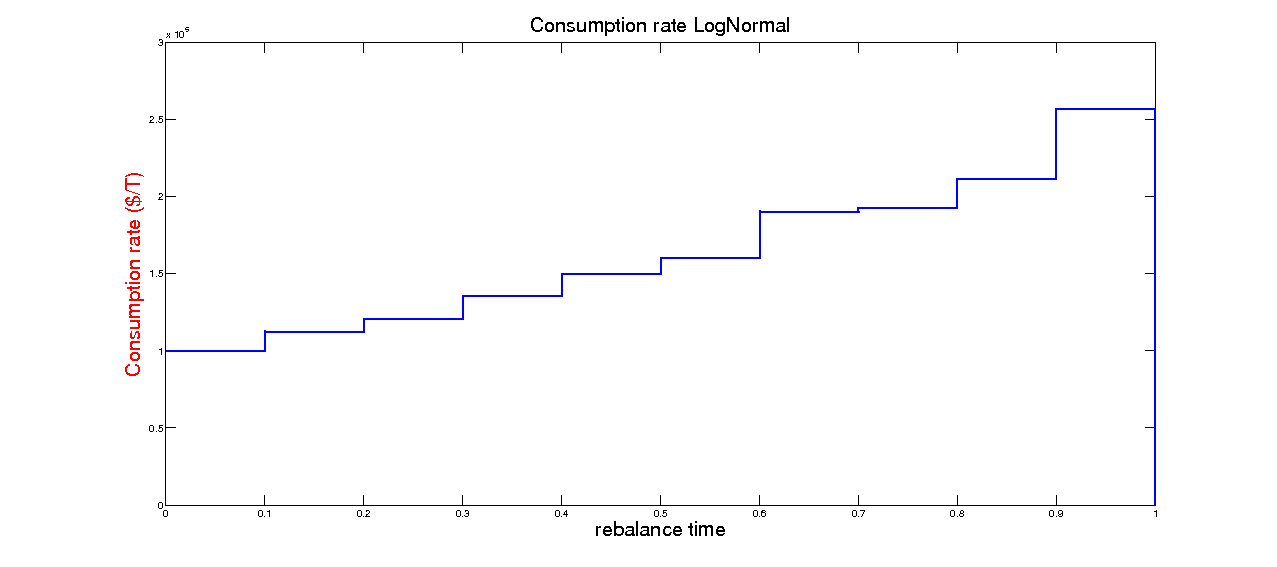 Consumption rate LogNormal
x 10^5
3
2.5
2
1.5
1
0.5
0
Consumption rate ($/T)
0 0.1 0.2 0.3 0.4 0.5 0.6 0.7 0.8 0.9 1
rebalance time